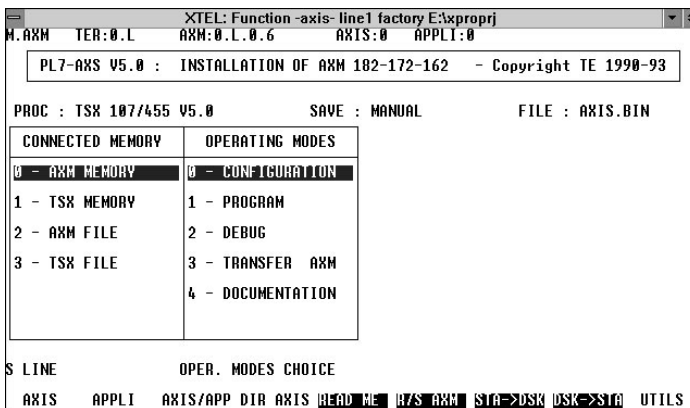 XTEL: Function -axis- line1 factory E:\xproprj
M.AXM TER:0.L AXM:0.L.0.6 AXIS:0 APPLI:0
PL7-AXS V5.0 : INSTALLATION OF AXM 182-172-162 - Copyright TE 1990-93
PROC : TSX 107/455 V5.0 SAVE : MANUAL FILE : AXIS.BIN
CONNECTED MEMORY OPERATING MODES
0 - AXM MEMORY 0 - CONFIGURATION
1 - TSX MEMORY 1 - PROGRAM
2 - AXM FILE 2 - DEBUG
3 - TSX FILE 3 - TRANSFER AXM
4 - DOCUMENTATION
S LINE OPER. MODES CHOICE
AXIS APPLI AXIS/APP DIR AXIS READ ME R/S AXM STA->DSK DSK->STA UTILS